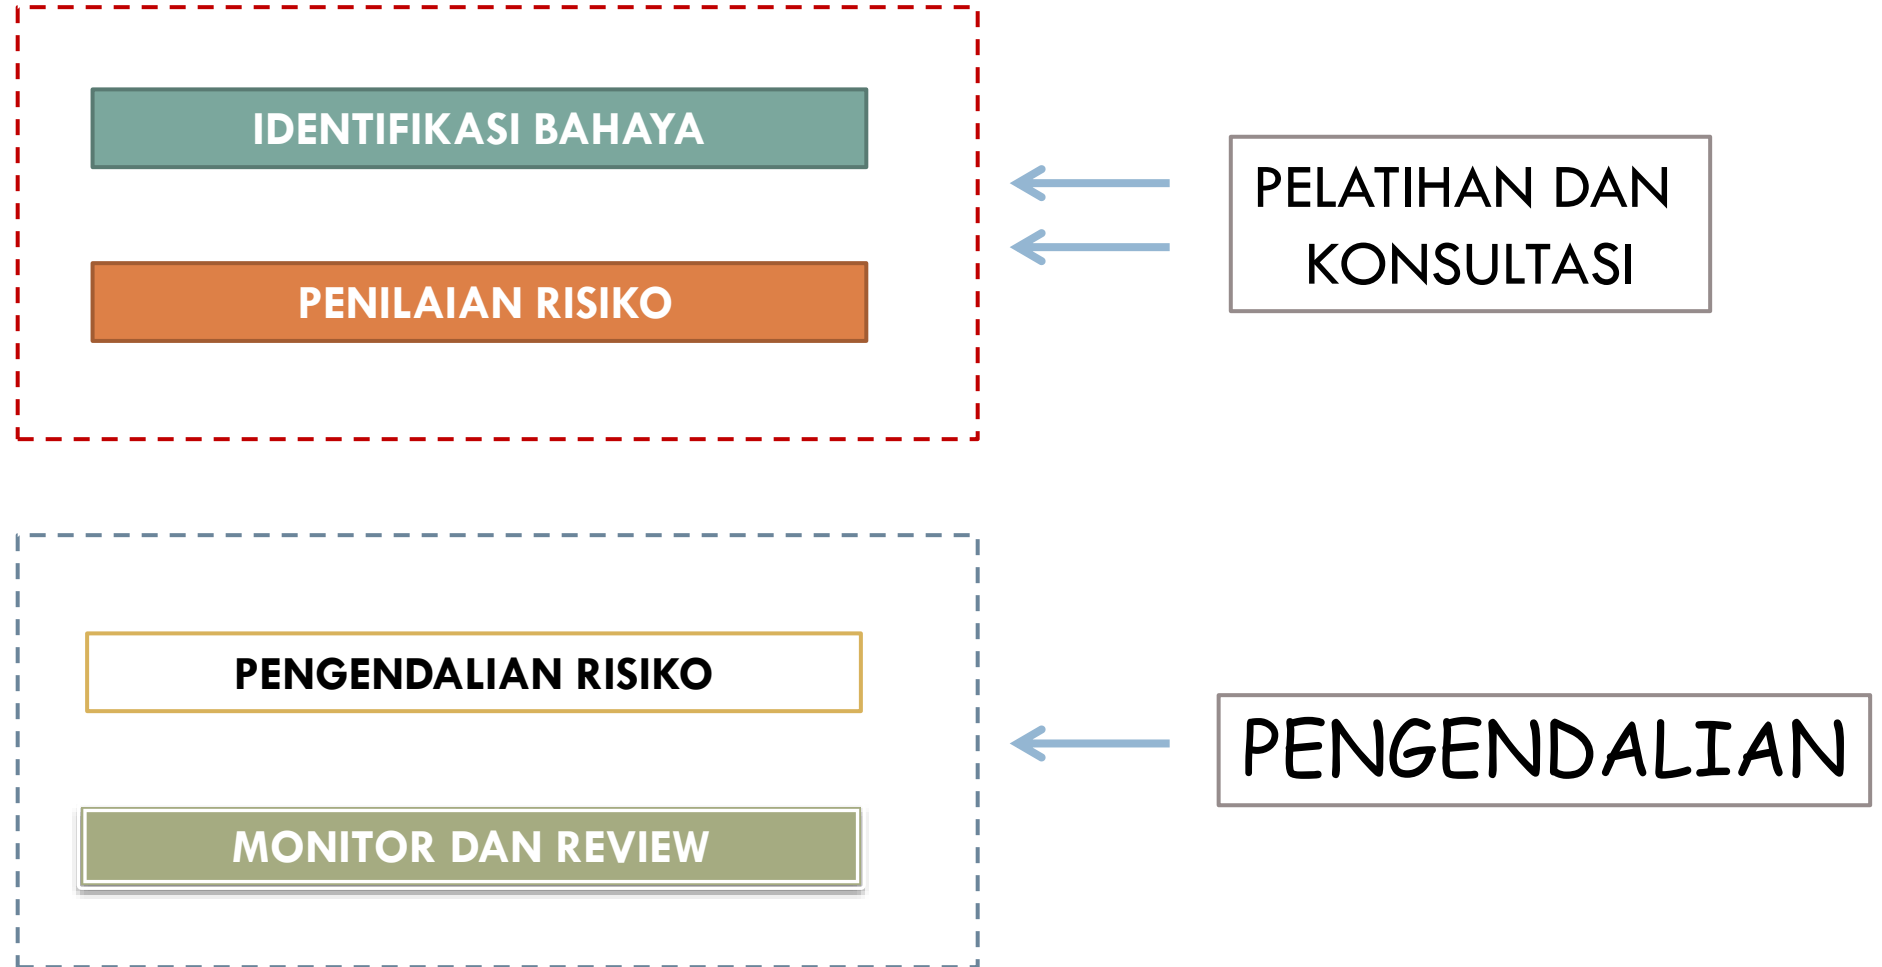 IDENTIFIKASI BAHAYA
PENILAIAN RISIKO
PELATIHAN DAN
KONSULTASI
PENGENDALIAN RISIKO
MONITOR DAN REVIEW
PENGENDALIAN